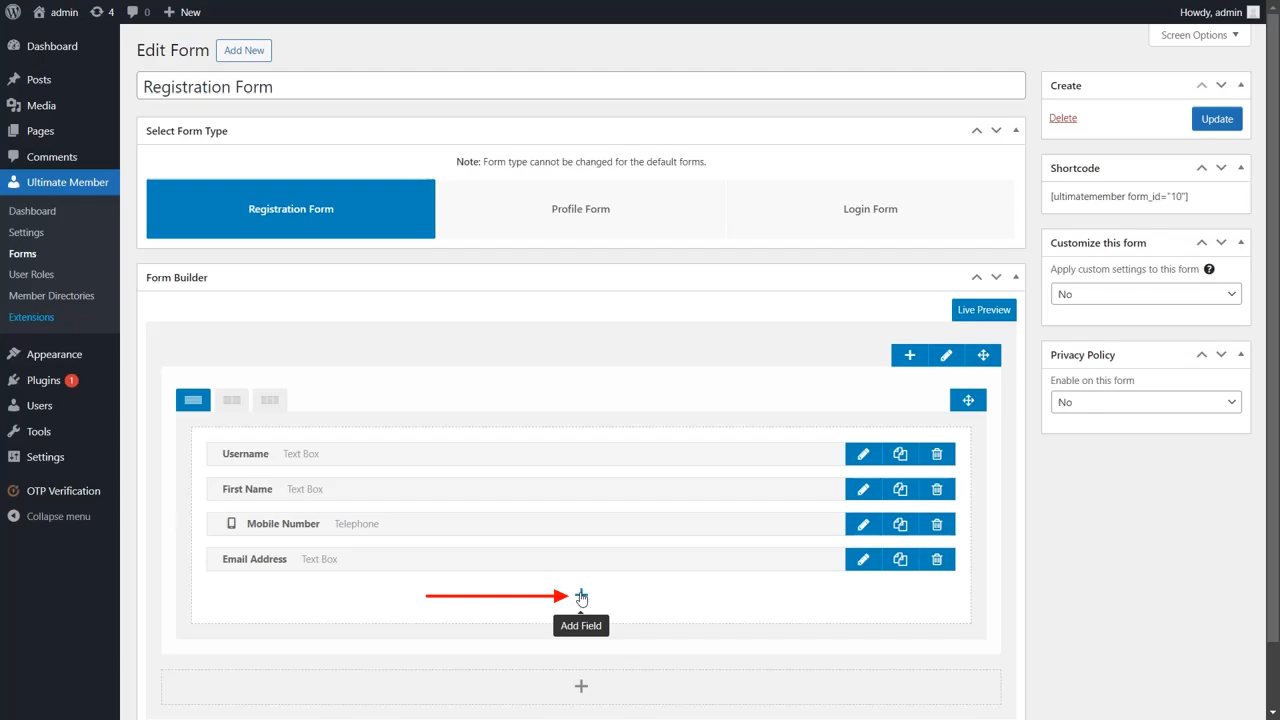 admin 4 0 New Howdy, admin
Screen Options
Dashboard
Posts
Media
Pages
Comments
Ultimate Member
Dashboard
Settings
Forms
User Roles
Member Directories
Extensions
Appearance
Plugins 1
Users
Tools
Settings
OTP Verification
Collapse menu
Edit Form Add New
Registration Form
Select Form Type
Note: Form type cannot be changed for the default forms.
Registration Form Profile Form Login Form
Form Builder
Live Preview
Username Text Box
First Name Text Box
Mobile Number Telephone
Email Address Text Box
Add Field
Create
Delete Update
Shortcode
[ultimatemember form_id="10"]
Customize this form
Apply custom settings to this form ?
No
Privacy Policy
Enable on this form
No